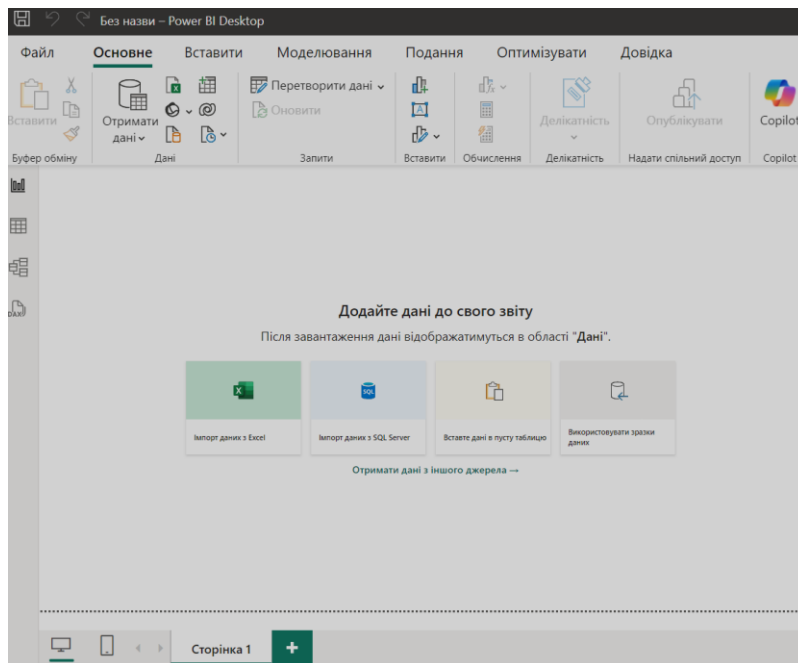 Без назви – Power BI Desktop
Файл Основне Вставити Моделювання Подання Оптимізувати Довідка
Вставити
Отримати дані
Перетворити дані
Оновити
Делікатність
Опублікувати
Copilot
Буфер обміну Дані Запити Вставити Обчислення Делікатність Надати спільний доступ Copilot
Додайте дані до свого звіту
Після завантаження дані відображатимуться в області "Дані".
SQL
Імпорт даних з Excel
Імпорт даних з SQL Server
Вставте дані в пусту таблицю
Використовувати зразки
даних
Отримати дані з іншого джерела →
DAX
Сторінка 1